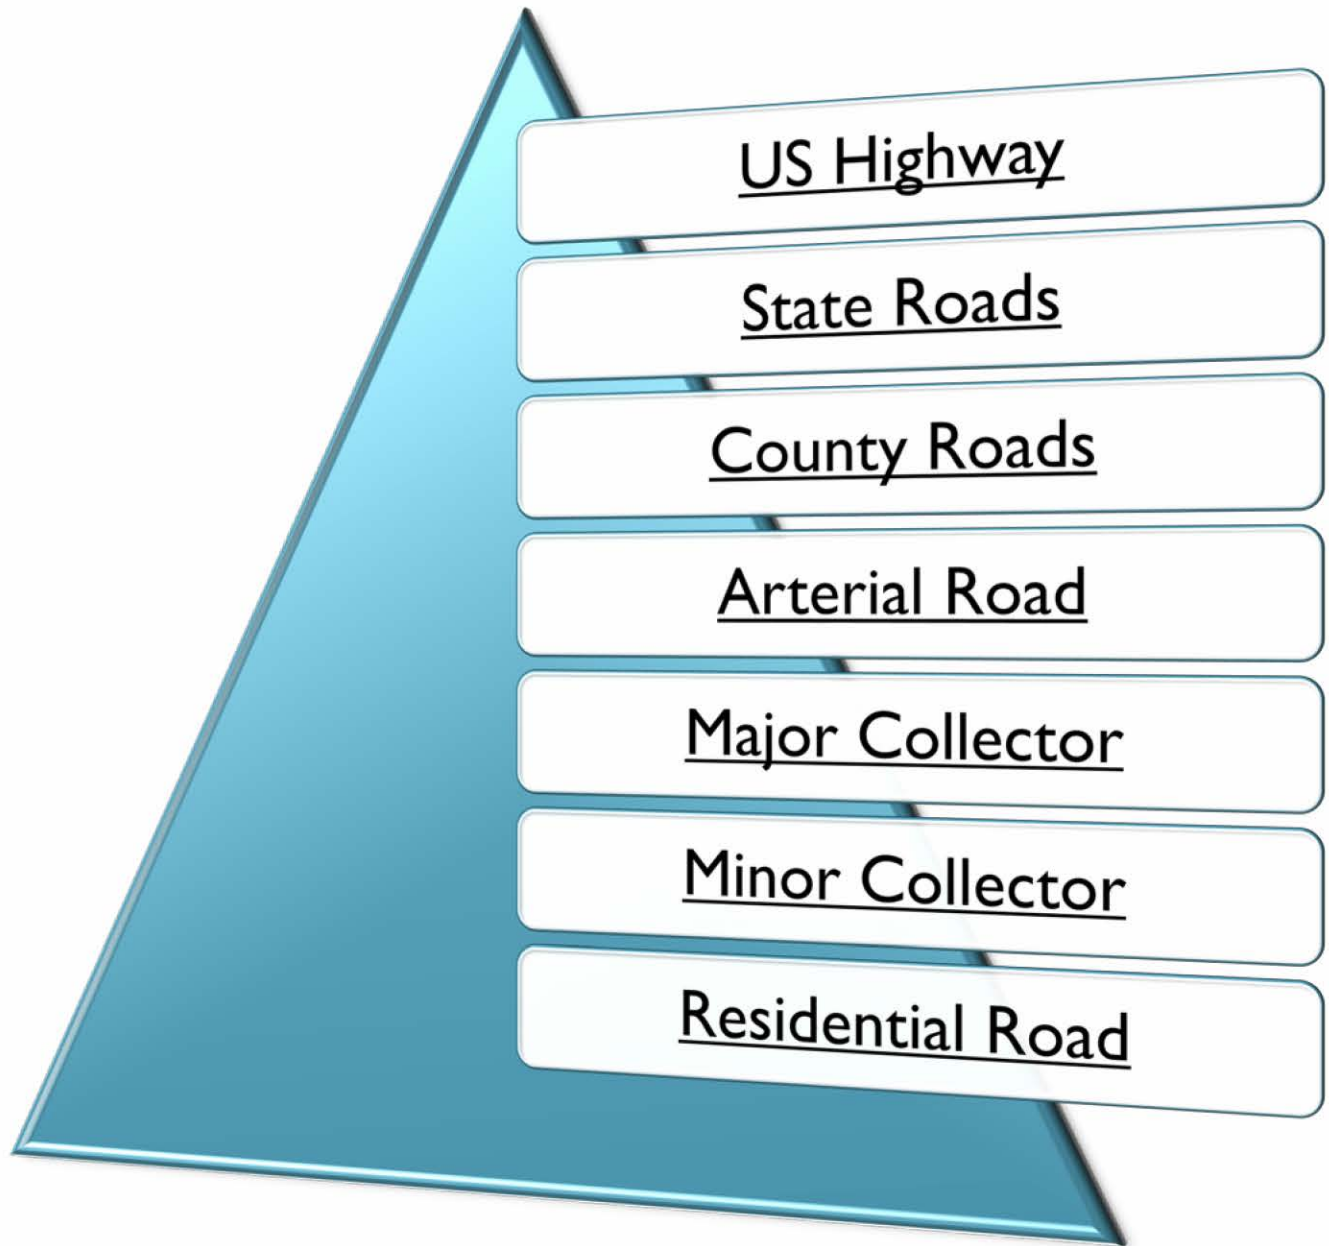 US Highway
State Roads
County Roads
Arterial Road
Major Collector
Minor Collector
Residential Road